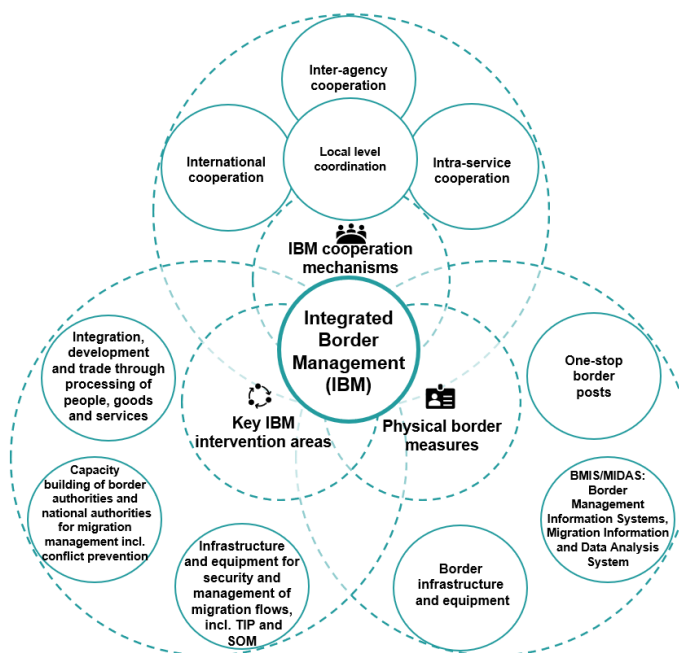 Inter-agency
cooperation
International
cooperation
Local level
coordination
Intra-service
cooperation
IBM cooperation
mechanisms
Integrated
Border
Management
(IBM)
Integration,
development
and trade through
processing of
people, goods
and services
One-stop
border
posts
Key IBM
intervention areas
Physical border
measures
Capacity
building of border
authorities and
national authorities
for migration
management incl.
conflict prevention
BMIS/MIDAS:
Border
Management
Information Systems,
Migration Information
and Data Analysis
System
Infrastructure
and equipment for
security and
management of
migration flows,
incl. TIP and
SOM
Border
infrastructure
and equipment